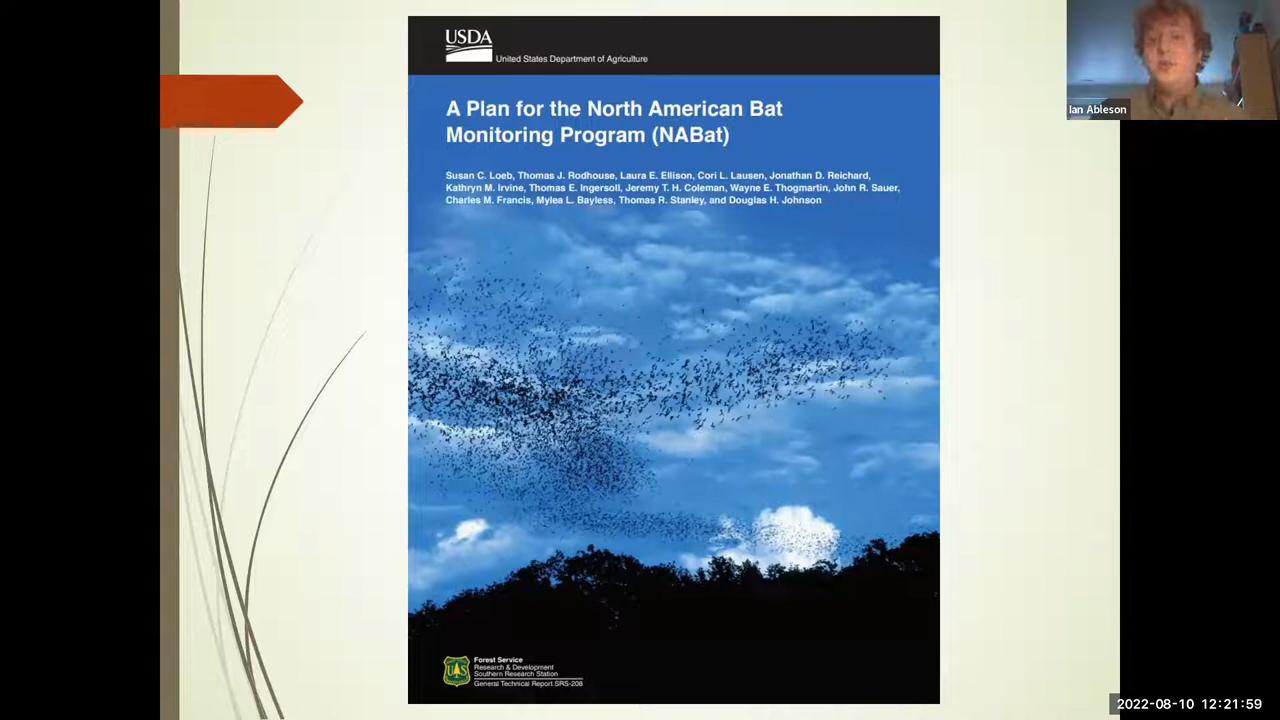 USDA
United States Department of Agriculture
A Plan for the North American Bat
Monitoring Program (NABat)
Susan C. Loeb, Thomas J. Rodhouse, Laura E. Ellison, Cori L. Lausen, Jonathan D. Reichard,
Kathryn M. Irvine, Thomas E. Ingersoll, Jeremy T. H. Coleman, Wayne E. Thogmartin, John R. Sauer,
Charles M. Francis, Mylea L. Bayless, Thomas R. Stanley, and Douglas H. Johnson
Ian Ableson
Forest Service
Research & Development
Southern Research Station
General Technical Report SRS-208
2022-08-10 12:21:59